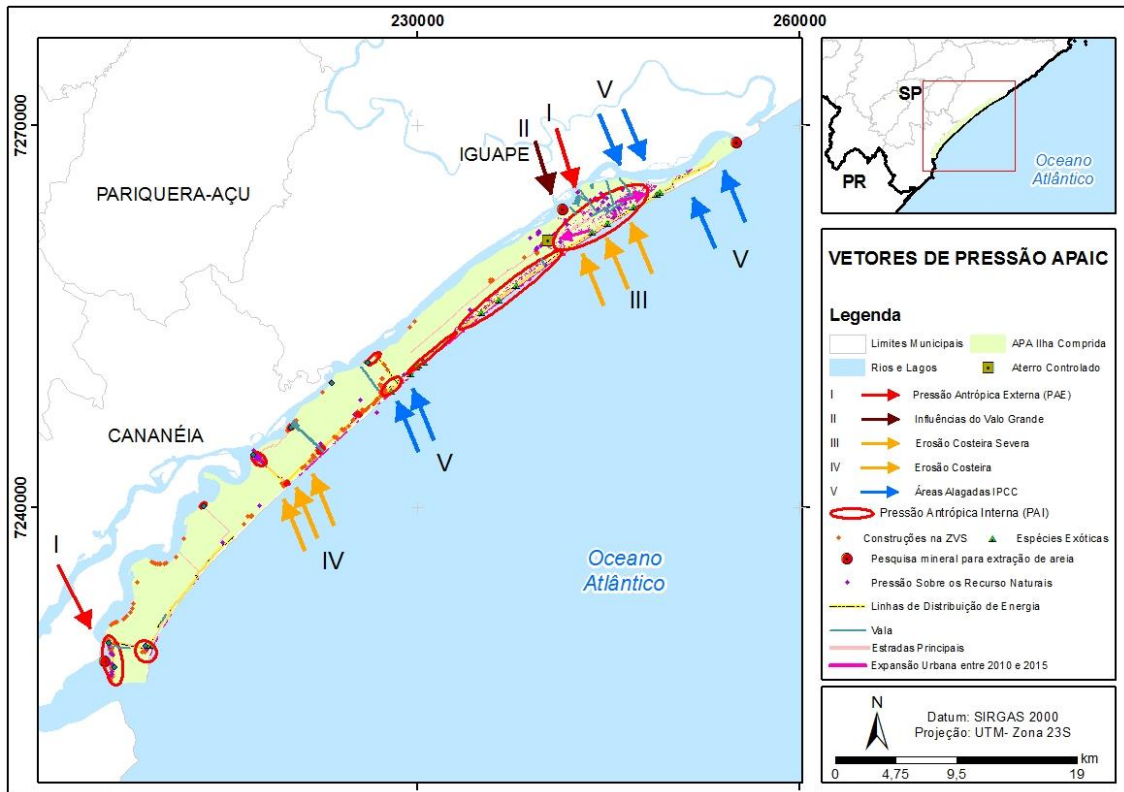 230000
260000
7270000
7240000
V
I
II
IGUAPE
PARIQUERA-AÇU
V
III
CANANÉIA
V
IV
I
Oceano
Atlântico
SP
PR
Oceano
Atlântico
VETORES DE PRESSÃO APAIC
Legenda
Limites Municipais
APA Ilha Comprida
Rios e Lagos
Aterro Controlado
I Pressão Antrópica Externa (PAE)
II Influências do Valo Grande
III Erosão Costeira Severa
IV Erosão Costeira
V Áreas Alagadas IPCC
Pressão Antrópica Interna (PAI)
Construções na ZVS
Espécies Exóticas
Pesquisa mineral para extração de areia
Pressão Sobre os Recurso Naturais
Linhas de Distribuição de Energia
Vala
Estradas Principais
Expansão Urbana entre 2010 e 2015
N
Datum: SIRGAS 2000
Projeção: UTM- Zona 23S
km
0 4,75 9,5 19